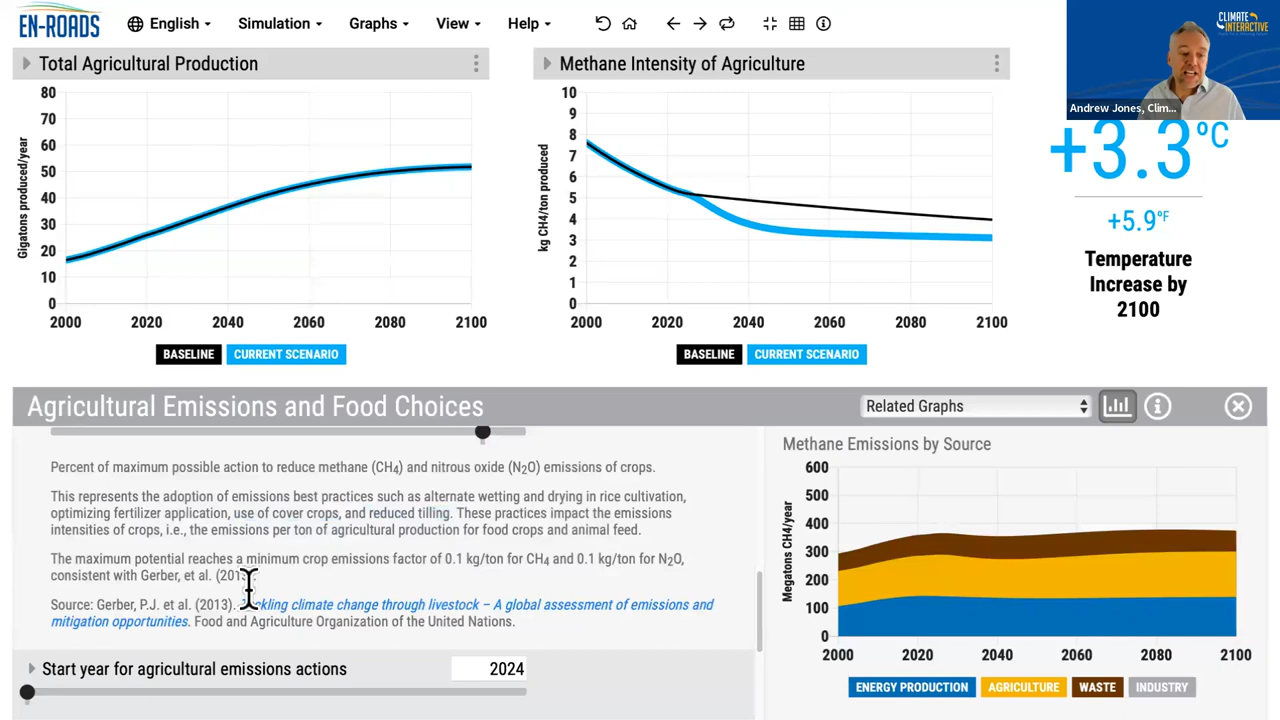 EN-ROADS
English
Simulation
Graphs
View
Help
CLIMATE
INTERACTIVE
Andrew Jones, Clim...
Total Agricultural Production
Gigatons produced/year
80
70
60
50
40
30
20
10
0
2000 2020 2040 2060 2080 2100
BASELINE CURRENT SCENARIO
Methane Intensity of Agriculture
kg CH4/ton produced
10
9
8
7
6
5
4
3
2
1
0
2000 2020 2040 2060 2080 2100
BASELINE CURRENT SCENARIO
+3.3°C
+5.9°F
Temperature
Increase by
2100
Agricultural Emissions and Food Choices
Related Graphs
Percent of maximum possible action to reduce methane (CH4) and nitrous oxide (N2O) emissions of crops.
This represents the adoption of emissions best practices such as alternate wetting and drying in rice cultivation,
optimizing fertilizer application, use of cover crops, and reduced tilling. These practices impact the emissions
intensities of crops, i.e., the emissions per ton of agricultural production for food crops and animal feed.
The maximum potential reaches a minimum crop emissions factor of 0.1 kg/ton for CH4 and 0.1 kg/ton for N2O,
consistent with Gerber, et al.
Source: Gerber, P.J. et al. (2013). climate change through livestock – A global assessment of emissions and
mitigation opportunities. Food and Agriculture Organization of the United Nations.
Start year for agricultural emissions actions 2024
Methane Emissions by Source
Megatons CH4/year
600
500
400
300
200
100
0
2000 2020 2040 2060 2080 2100
ENERGY PRODUCTION AGRICULTURE WASTE INDUSTRY